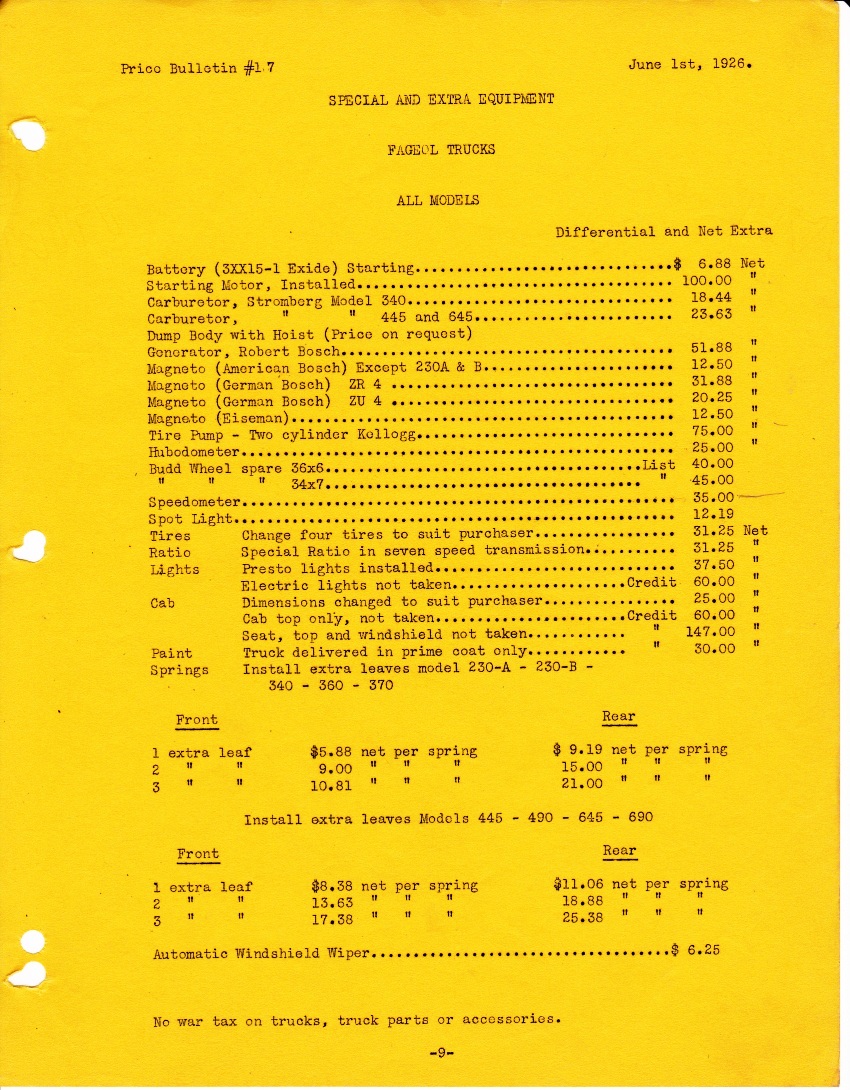 Price Bulletin #17 June 1st, 1926.
SPECIAL AND EXTRA EQUIPMENT
FAGEOL TRUCKS
ALL MODELS
Differential and Net Extra
Battery (3XX15-1 Exide) Starting...............................$ 6.88 Net
Starting Motor, Installed...................................... 100.00 "
Carburetor, Stromberg Model 340................................ 18.44 "
Carburetor, " " 445 and 645........................ 23.63 "
Dump Body with Hoist (Price on request)
Generator, Robert Bosch........................................ 51.88 "
Magneto (American Bosch) Except 230A & B....................... 12.50 "
Magneto (German Bosch) ZR 4 .................................. 31.88 "
Magneto (German Bosch) ZU 4 .................................. 20.25 "
Magneto (Eiseman).............................................. 12.50 "
Tire Pump - Two cylinder Kellogg............................... 75.00 "
Hubodometer.................................................... 25.00 "
Budd Wheel spare 36x6......................................List 40.00
" " " 34x7...................................... " 45.00
Speedometer.................................................... 35.00
Spot Light..................................................... 12.19
Tires Change four tires to suit purchaser................. 31.25 Net
Ratio Special Ratio in seven speed transmission........... 31.25 "
Lights Presto lights installed............................. 37.50 "
Electric lights not taken.....................Credit 60.00 "
Cab Dimensions changed to suit purchaser................ 25.00 "
Cab top only, not taken.......................Credit 60.00 "
Seat, top and windshield not taken............ " 147.00 "
Paint Truck delivered in prime coat only............ " 30.00 "
Springs Install extra leaves model 230-A - 230-B -
340 - 360 - 370
Front Rear
1 extra leaf $5.88 net per spring $ 9.19 net per spring
2 " " 9.00 " " " 15.00 " " "
3 " " 10.81 " " " 21.00 " " "
Install extra leaves Models 445 - 490 - 645 - 690
Front Rear
1 extra leaf $8.38 net per spring $11.06 net per spring
2 " " 13.63 " " " 18.88 " " "
3 " " 17.38 " " " 25.38 " " "
Automatic Windshield Wiper....................................$ 6.25
No war tax on trucks, truck parts or accessories.
-9-